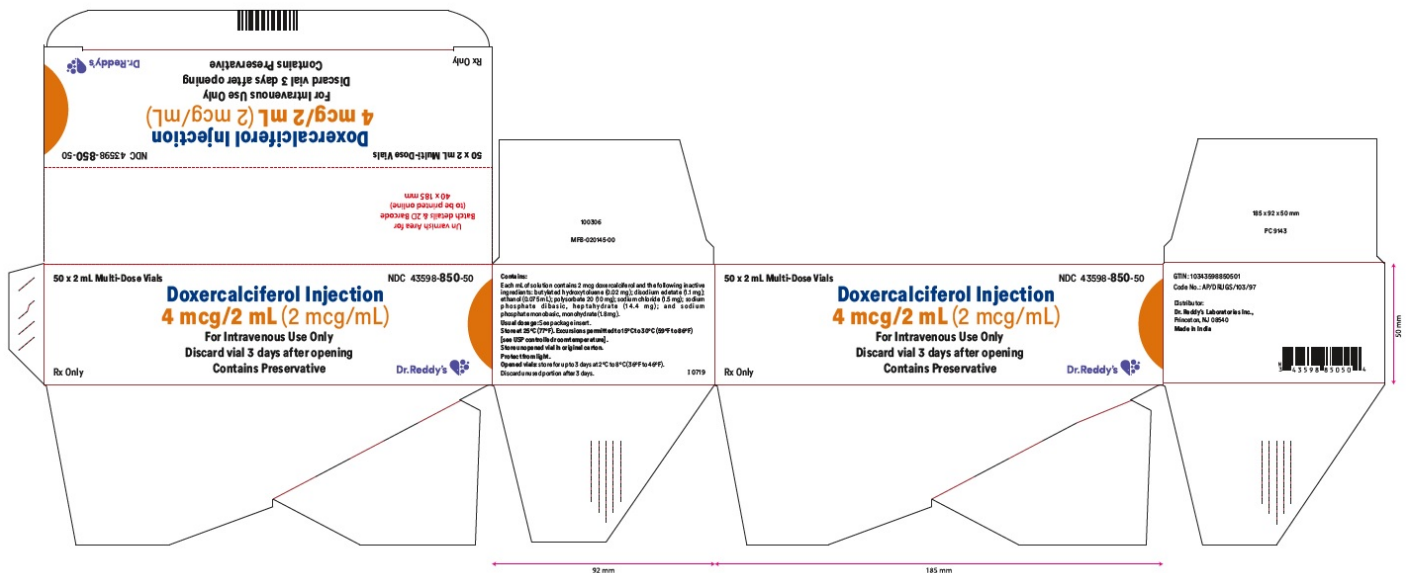 Rx Only
Dr.Reddy's
Contains Preservative
Discard vial 3 days after opening
For Intravenous Use Only
4 mcg/2 mL (2 mcg/mL)
Doxercalciferol Injection
50 x 2 mL Multi-Dose Vials
NDC 43598-850-50
Un varnish Area for
Batch details & 2D Barcode
(to be printed online)
40 x 185 mm
100306
MFB-020145-00
185 x 92 x 50 mm
PC 9143
50 x 2 mL Multi-Dose Vials
NDC 43598-850-50
Doxercalciferol Injection
4 mcg/2 mL (2 mcg/mL)
For Intravenous Use Only
Discard vial 3 days after opening
Contains Preservative
Rx Only
Dr.Reddy's
Contains:
Each mL of solution contains 2 mcg doxercalciferol and the following inactive
ingredients: butylated hydroxytoluene (0.02 mg); disodium edetate (1.1 mg);
ethanol (0.075 mL); polysorbate 20 (10 mg); sodium chloride (1.5 mg); sodium
phosphate dibasic, heptahydrate (14.4 mg); and sodium
phosphate monobasic, monohydrate (1.8 mg).
Usual dosage: See package insert.
Store at 25°C (77°F). Excursions permitted to 15°C to 30°C (59°F to 86°F)
[see USP controlled room temperature].
Store unopened vial in original carton.
Protect from light.
Opened vials: store for up to 3 days at 2°C to 8°C (36°F to 46°F).
Discard unused portion after 3 days.
I 0719
50 x 2 mL Multi-Dose Vials
NDC 43598-850-50
Doxercalciferol Injection
4 mcg/2 mL (2 mcg/mL)
For Intravenous Use Only
Discard vial 3 days after opening
Contains Preservative
Rx Only
Dr.Reddy's
GTIN: 10343598850501
Code No.: AP/DRUGS/103/97
Distributor:
Dr. Reddy's Laboratories Inc.,
Princeton, NJ 08540
Made in India
3 43598 85050 4
50 mm
92 mm
185 mm